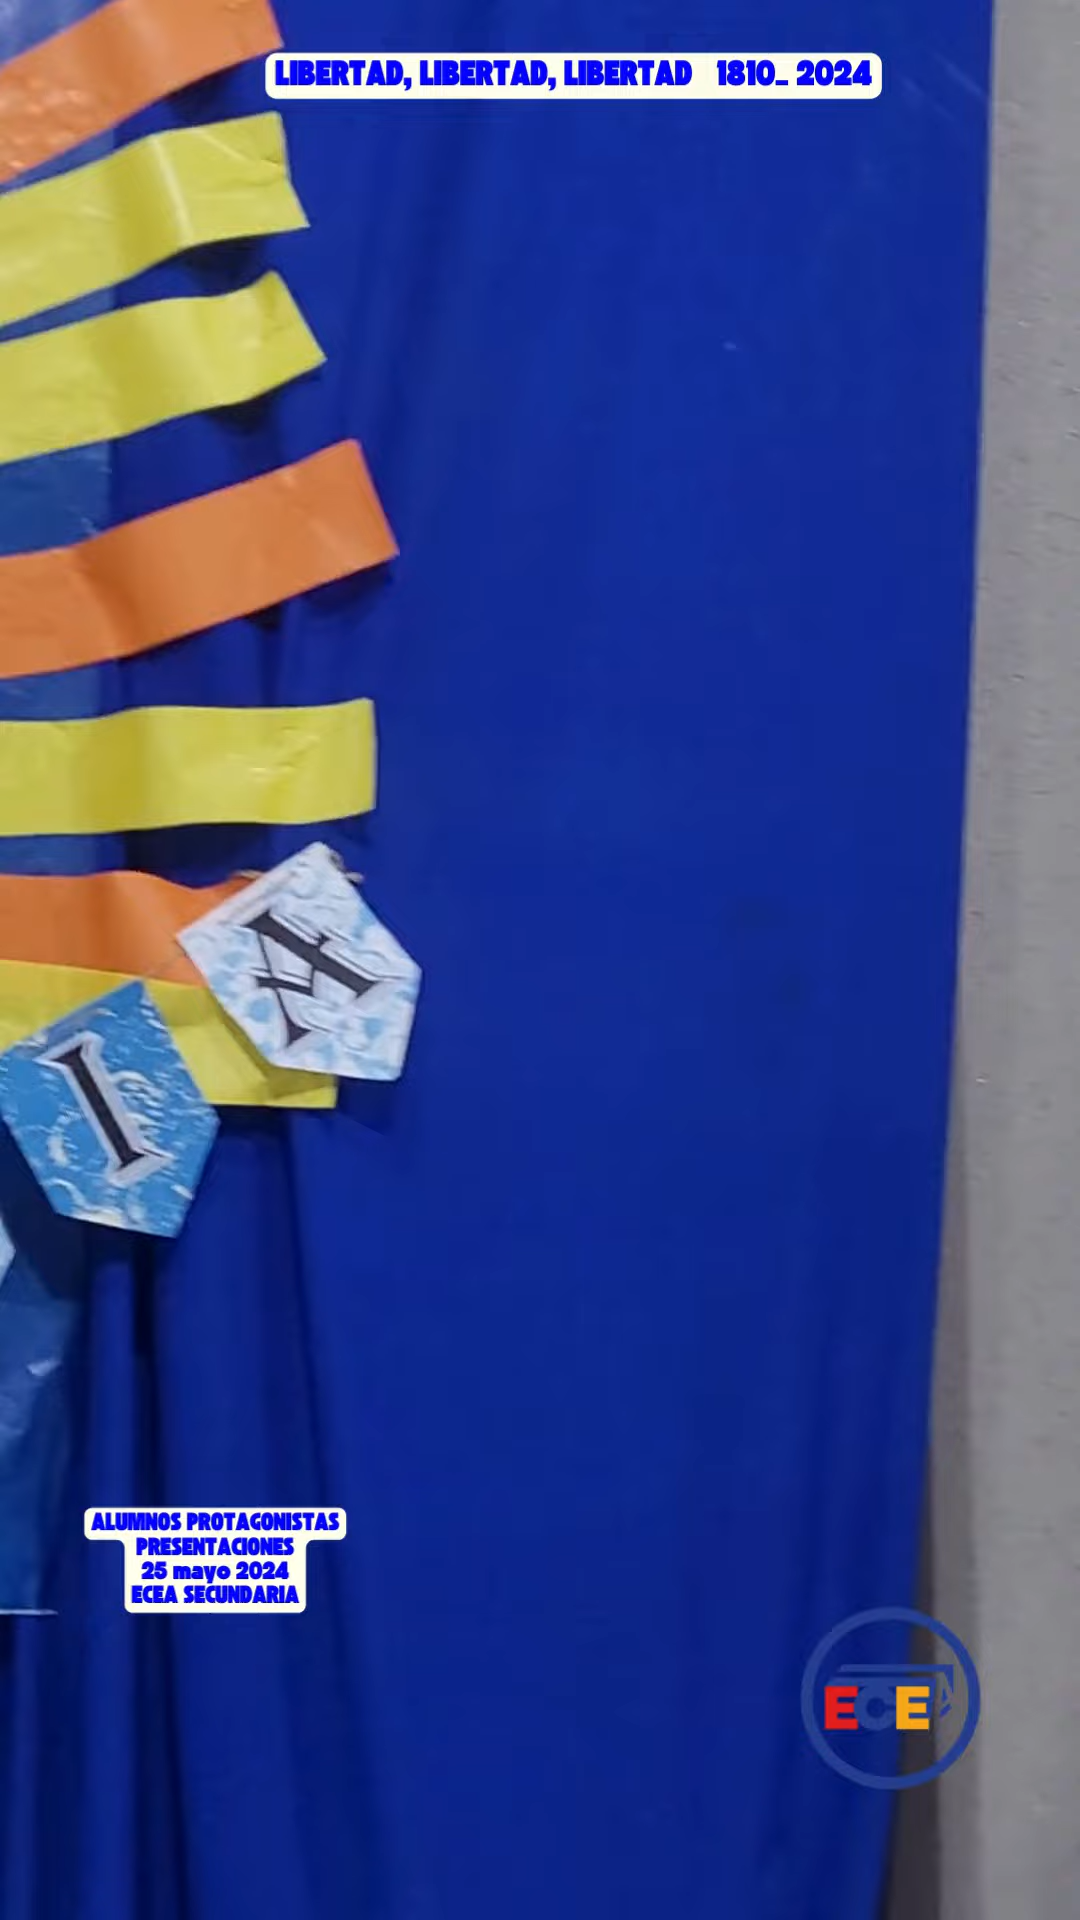 LIBERTAD, LIBERTAD, LIBERTAD 1810_ 2024
A
I
ALUMNOS PROTAGONISTAS
PRESENTACIONES
25 mayo 2024
ECEA SECUNDARIA
ECE